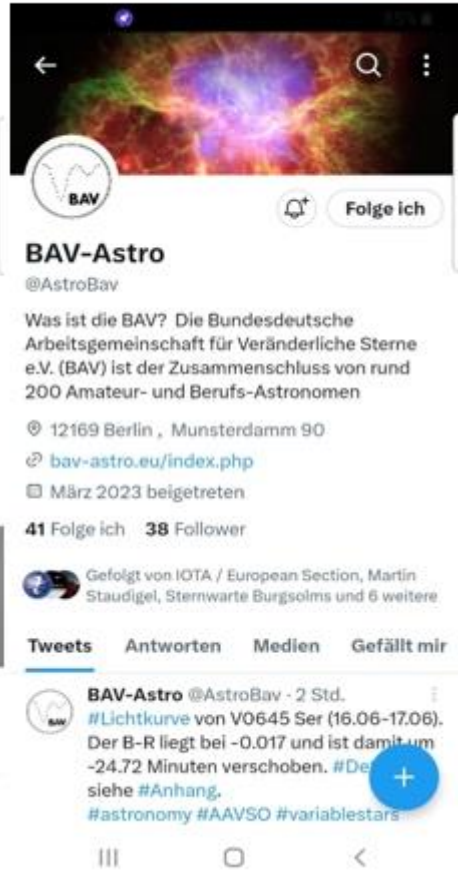 BAV
Folge ich
BAV-Astro
@AstroBav
Was ist die BAV? Die Bundesdeutsche
Arbeitsgemeinschaft für Veränderliche Sterne
e.V. (BAV) ist der Zusammenschluss von rund
200 Amateur- und Berufs-Astronomen
12169 Berlin , Munsterdamm 90
bav-astro.eu/index.php
März 2023 beigetreten
41 Folge ich 38 Follower
Gefolgt von IOTA / European Section, Martin
Staudigel, Sternwarte Burgsolms und 6 weitere
Tweets Antworten Medien Gefällt mir
BAV-Astro @AstroBav · 2 Std.
BAV
#Lichtkurve von V0645 Ser (16.06-17.06).
Der B-R liegt bei -0.017 und ist damit um
-24.72 Minuten verschoben.
siehe #Anhang.
#astronomy #AAVSO #variablestars